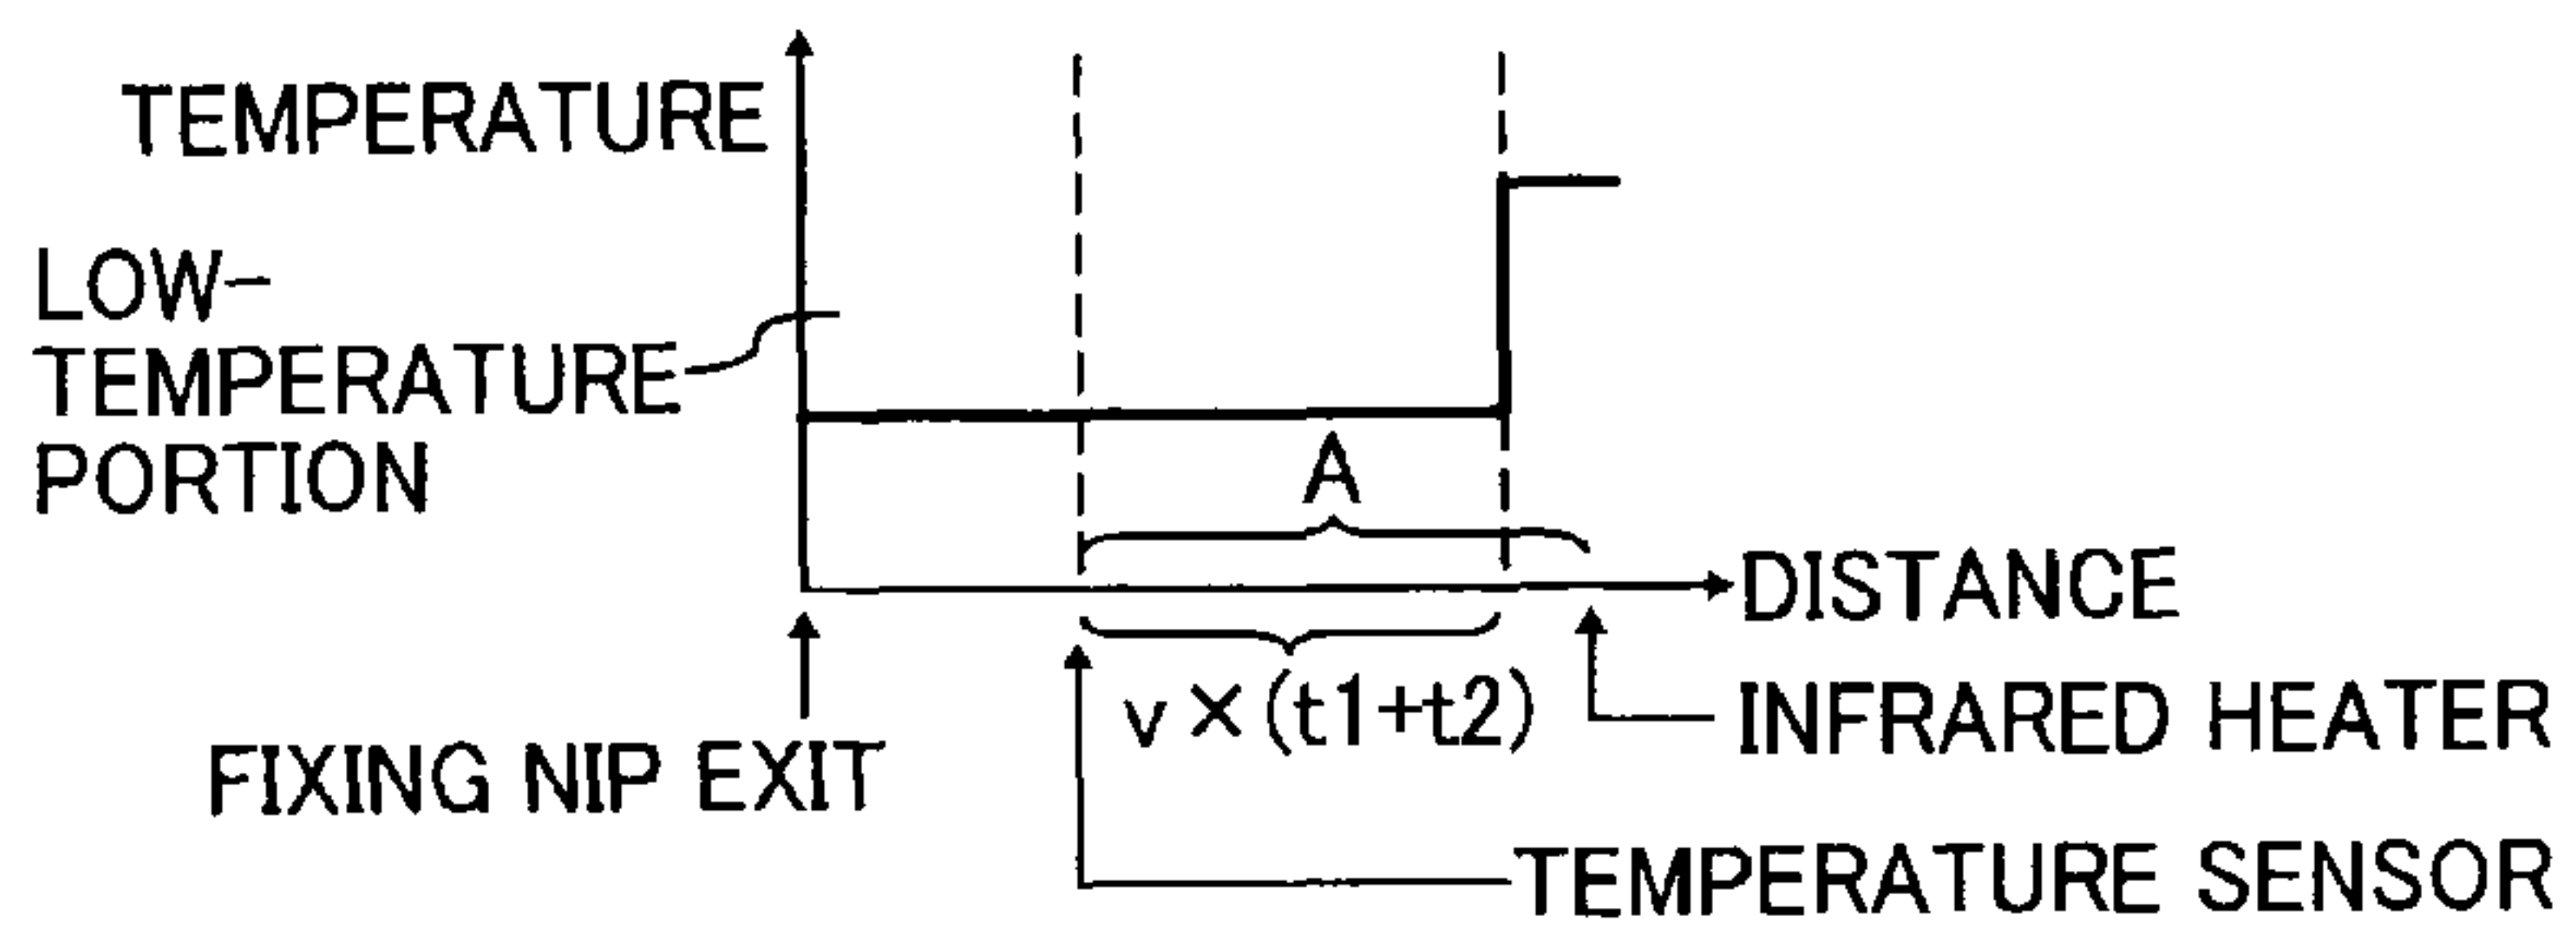 TEMPERATURE
LOW-
TEMPERATURE
PORTION
A
DISTANCE
v×(t1+t2)
INFRARED HEATER
FIXING NIP EXIT
TEMPERATURE SENSOR